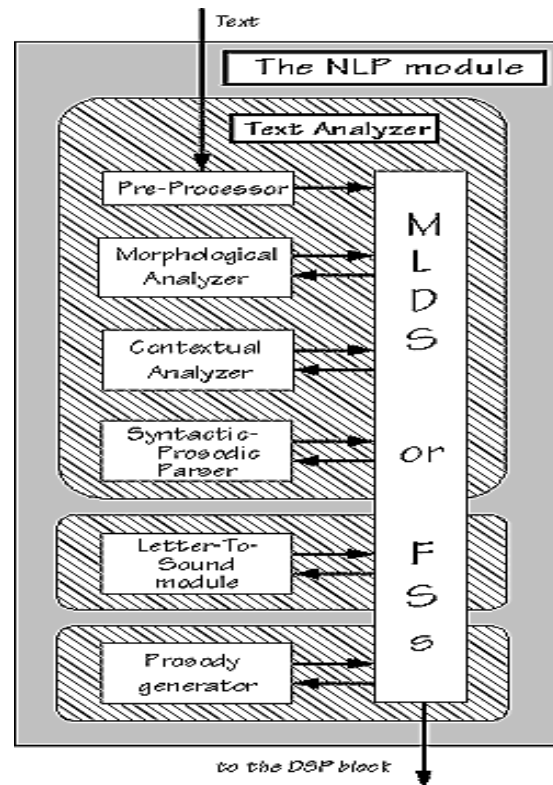 Text
The NLP module
Text Analyzer
Pre-Processor
Morphological
Analyzer
Contextual
Analyzer
Syntactic-
Prosodic
Parser
Letter-To-
Sound
module
Prosody
generator
M
L
D
S
or
F
S
s
to the DSP block